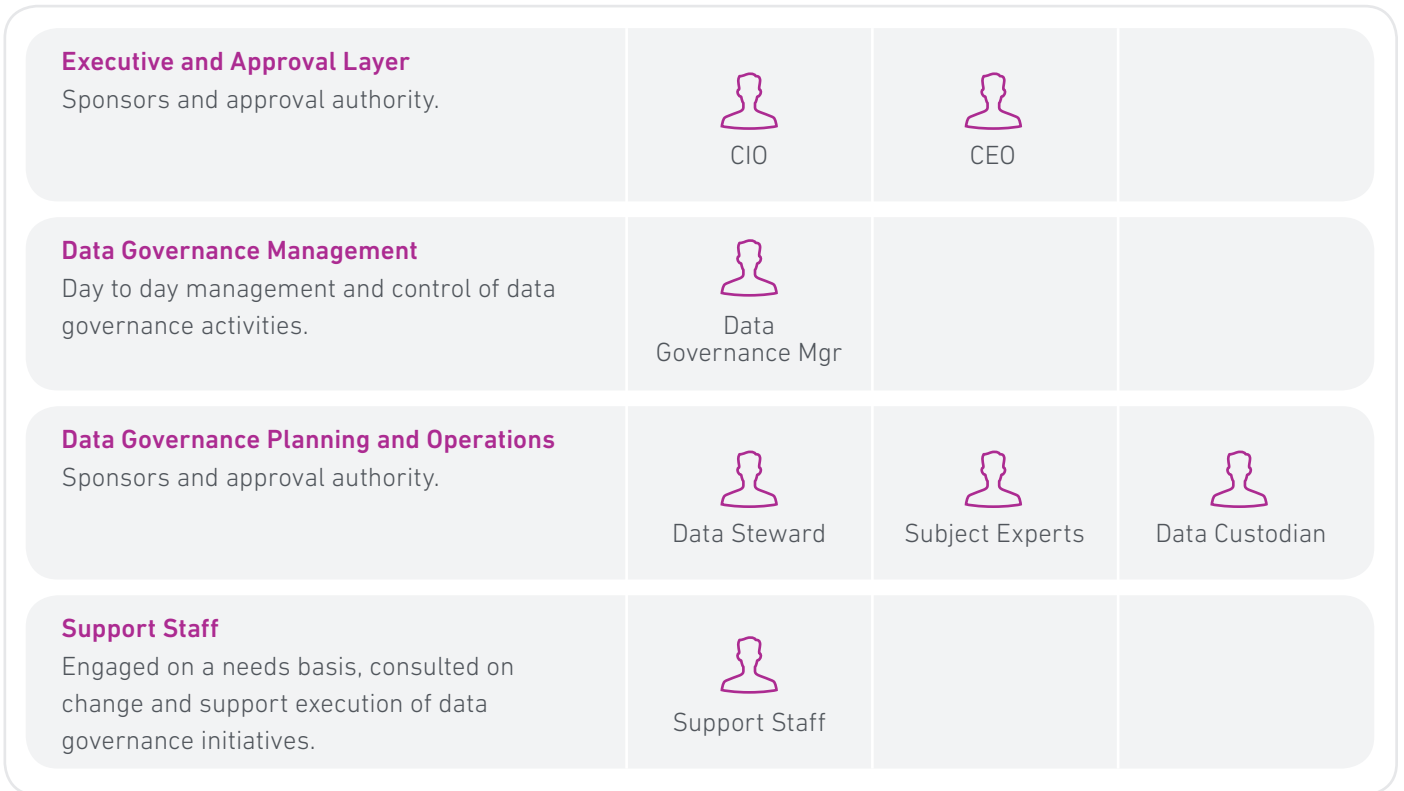 Executive and Approval Layer
Sponsors and approval authority.
CIO
CEO
Data Governance Management
Day to day management and control of data
governance activities.
Data
Governance Mgr
Data Governance Planning and Operations
Sponsors and approval authority.
Data Steward
Subject Experts
Data Custodian
Support Staff
Engaged on a needs basis, consulted on
change and support execution of data
governance initiatives.
Support Staff